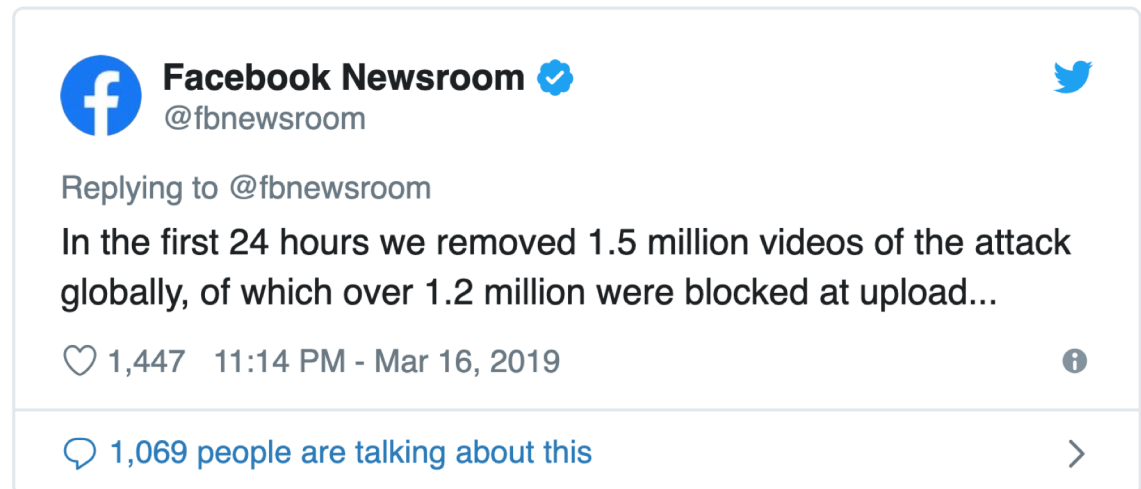 Facebook Newsroom
@fbnewsroom
Replying to @fbnewsroom
In the first 24 hours we removed 1.5 million videos of the attack
globally, of which over 1.2 million were blocked at upload...
1,447 11:14 PM - Mar 16, 2019
1,069 people are talking about this